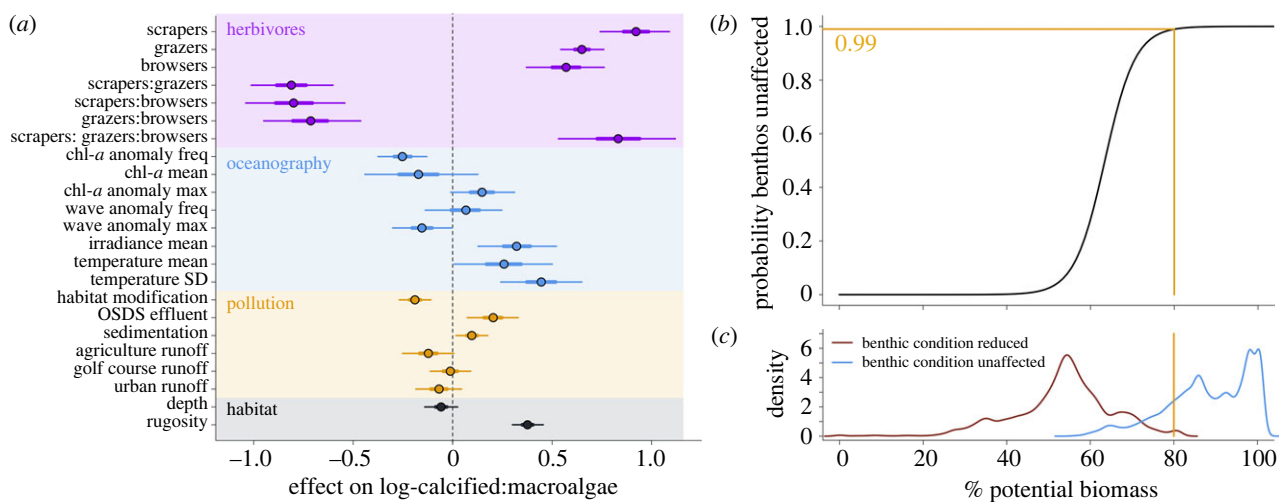 (a)
herbivores
scrapers
grazers
browsers
scrapers:grazers
scrapers:browsers
grazers:browsers
scrapers: grazers:browsers
oceanography
chl-a anomaly freq
chl-a mean
chl-a anomaly max
wave anomaly freq
wave anomaly max
irradiance mean
temperature mean
temperature SD
pollution
habitat modification
OSDS effluent
sedimentation
agriculture runoff
golf course runoff
urban runoff
habitat
depth
rugosity
−1.0 −0.5 0 0.5 1.0
effect on log-calcified:macroalgae
(b)
probability benthos unaffected
1.0
0.99
0.8
0.6
0.4
0.2
0
(c)
density
6
4
2
0
benthic condition reduced
benthic condition unaffected
0 20 40 60 80 100
% potential biomass